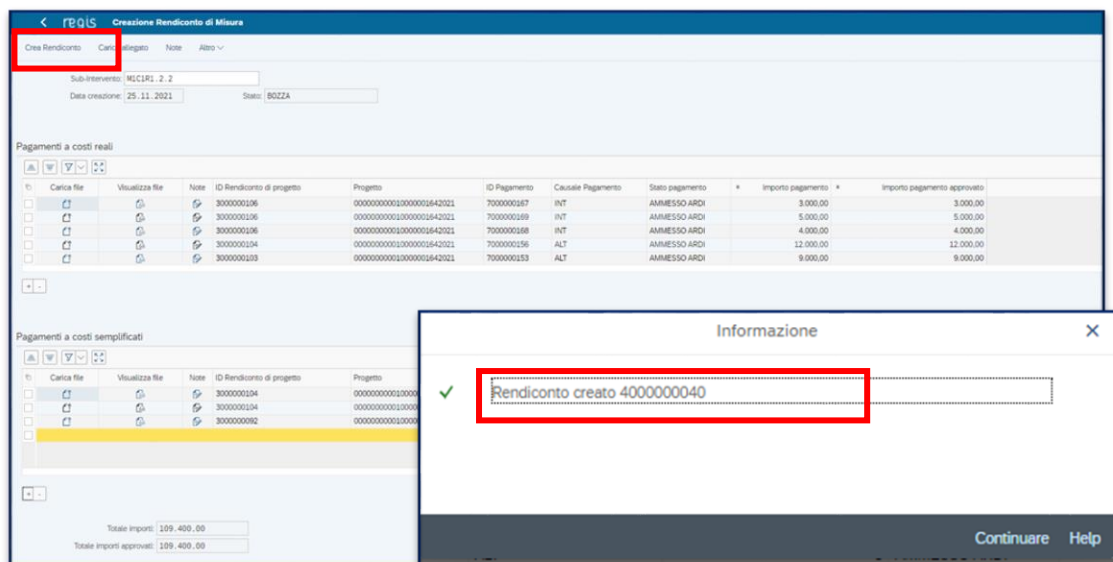 regis Creazione Rendiconto di Misura
Crea Rendiconto Carica allegato Note Altro
Sub-Intervento: M1C1R1.2.2
Data creazione: 25.11.2021 Stato: BOZZA
Pagamenti a costi reali
Carica file Visualizza file Note ID Rendiconto di progetto Progetto ID Pagamento Causale Pagamento Stato pagamento Importo pagamento Importo pagamento approvato
3000000106 000000000010000001642021 7000000167 INT AMMESSO ARDI 3.000,00 3.000,00
3000000106 000000000010000001642021 7000000169 INT AMMESSO ARDI 5.000,00 5.000,00
3000000106 000000000010000001642021 7000000168 INT AMMESSO ARDI 4.000,00 4.000,00
3000000104 000000000010000001642021 7000000156 ALT AMMESSO ARDI 12.000,00 12.000,00
3000000103 000000000010000001642021 7000000153 ALT AMMESSO ARDI 9.000,00 9.000,00
Pagamenti a costi semplificati
Carica file Visualizza file Note ID Rendiconto di progetto Progetto
3000000104
3000000104
3000000092
Totale importi: 109.400,00
Totale importi approvati: 109.400,00
Informazione
Rendiconto creato 4000000040
Continuare Help